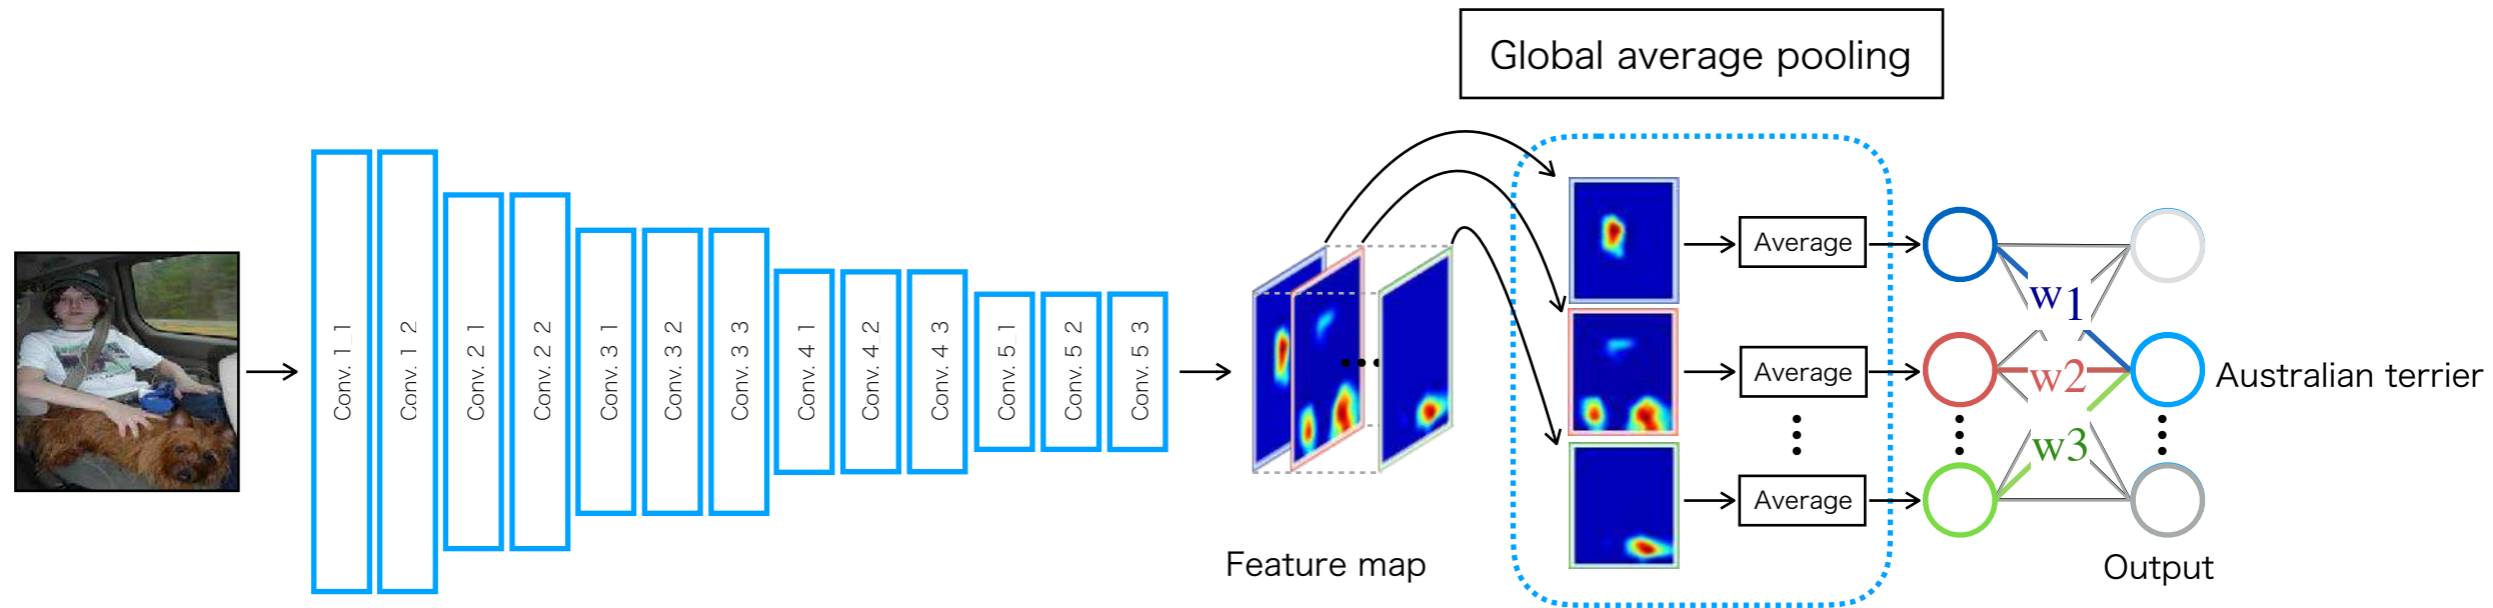 Global average pooling
Conv. 1_1
Conv. 1_2
Conv. 2_1
Conv. 2_2
Conv. 3_1
Conv. 3_2
Conv. 3_3
Conv. 4_1
Conv. 4_2
Conv. 4_3
Conv. 5_1
Conv. 5_2
Conv. 5_3
Feature map
Average
Average
Average
w1
w2
w3
Australian terrier
Output